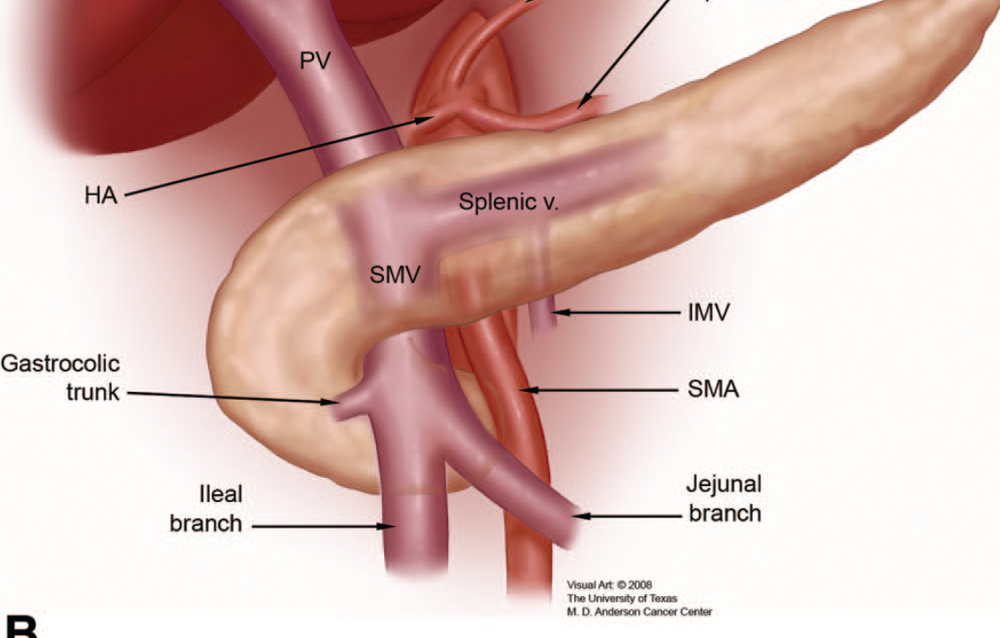 PV
HA
Splenic v.
SMV
IMV
Gastrocolic
trunk
SMA
Ileal
branch
Jejunal
branch
Visual Art: © 2008
The University of Texas
M. D. Anderson Cancer Center
B